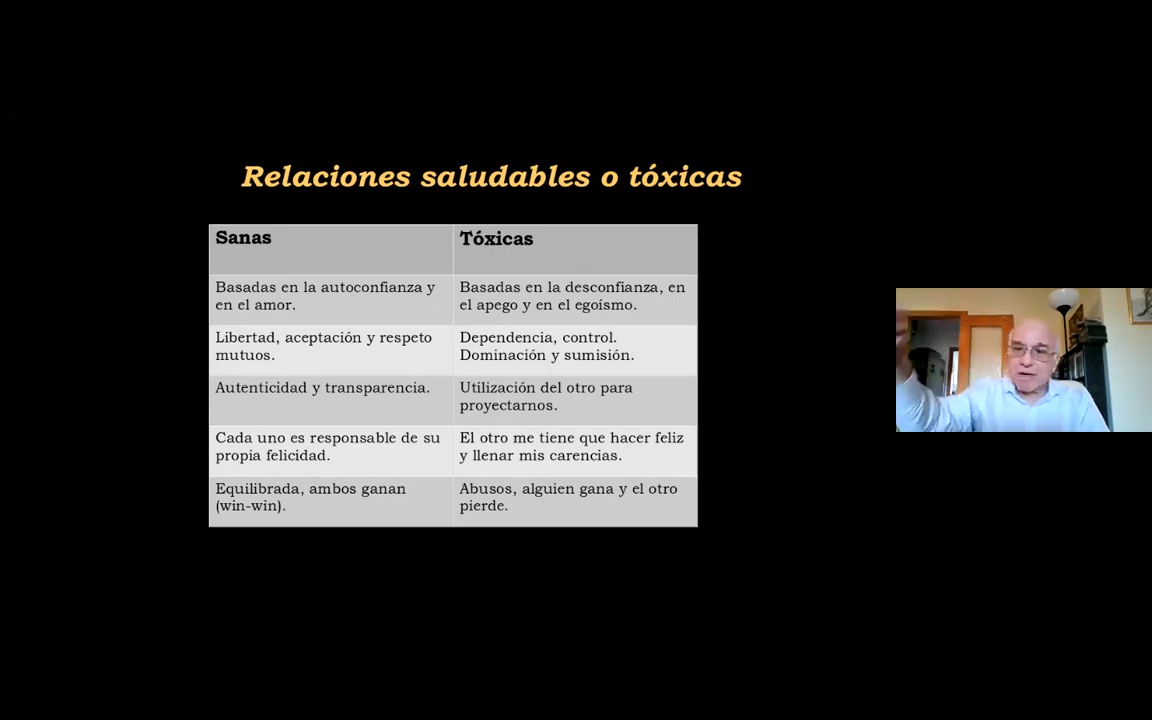 Relaciones saludables o tóxicas
Sanas
Tóxicas
Basadas en la autoconfianza y
en el amor.
Basadas en la desconfianza, en
el apego y en el egoísmo.
Libertad, aceptación y respeto
mutuos.
Dependencia, control.
Dominación y sumisión.
Autenticidad y transparencia.
Utilización del otro para
proyectarnos.
Cada uno es responsable de su
propia felicidad.
El otro me tiene que hacer feliz
y llenar mis carencias.
Equilibrada, ambos ganan
(win-win).
Abusos, alguien gana y el otro
pierde.